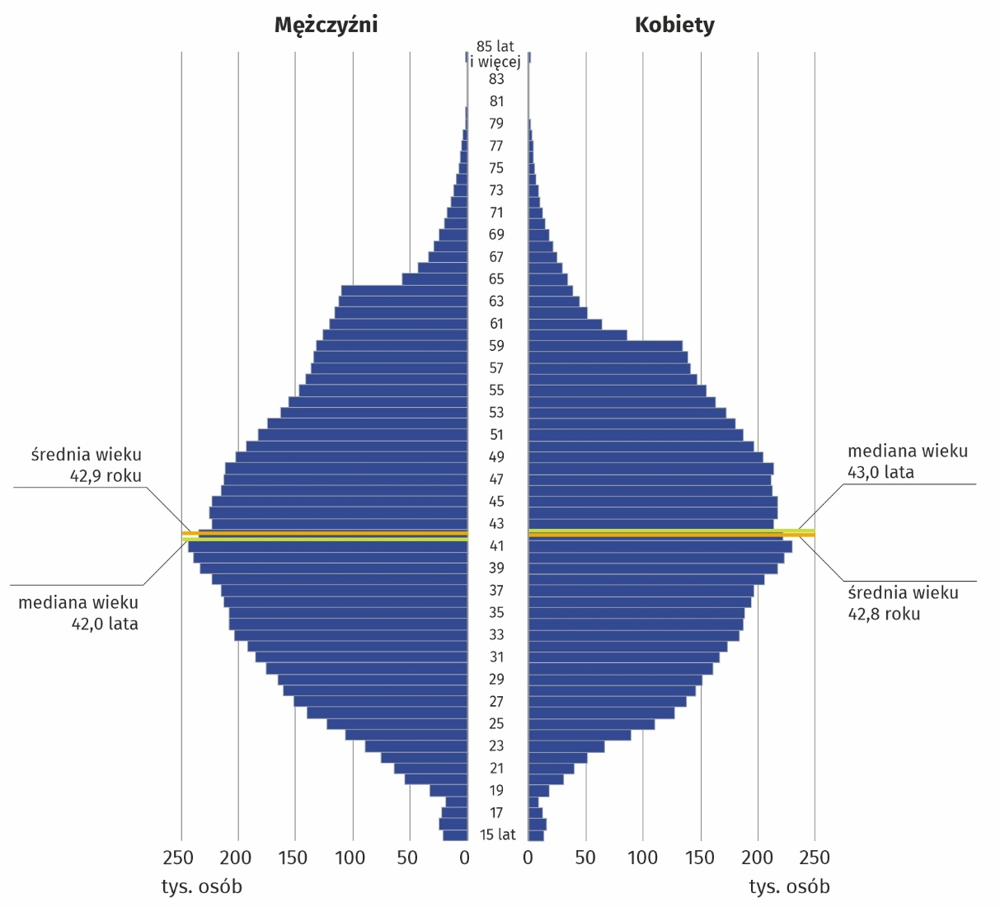 Mężczyźni
Kobiety
85 lat
i więcej
83
81
79
77
75
73
71
69
67
65
63
61
59
57
55
53
51
49
47
45
43
41
39
37
35
33
31
29
27
25
23
21
19
17
15 lat
średnia wieku
42,9 roku
mediana wieku
42,0 lata
mediana wieku
43,0 lata
średnia wieku
42,8 roku
250 200 150 100 50 0
0 50 100 150 200 250
tys. osób
tys. osób